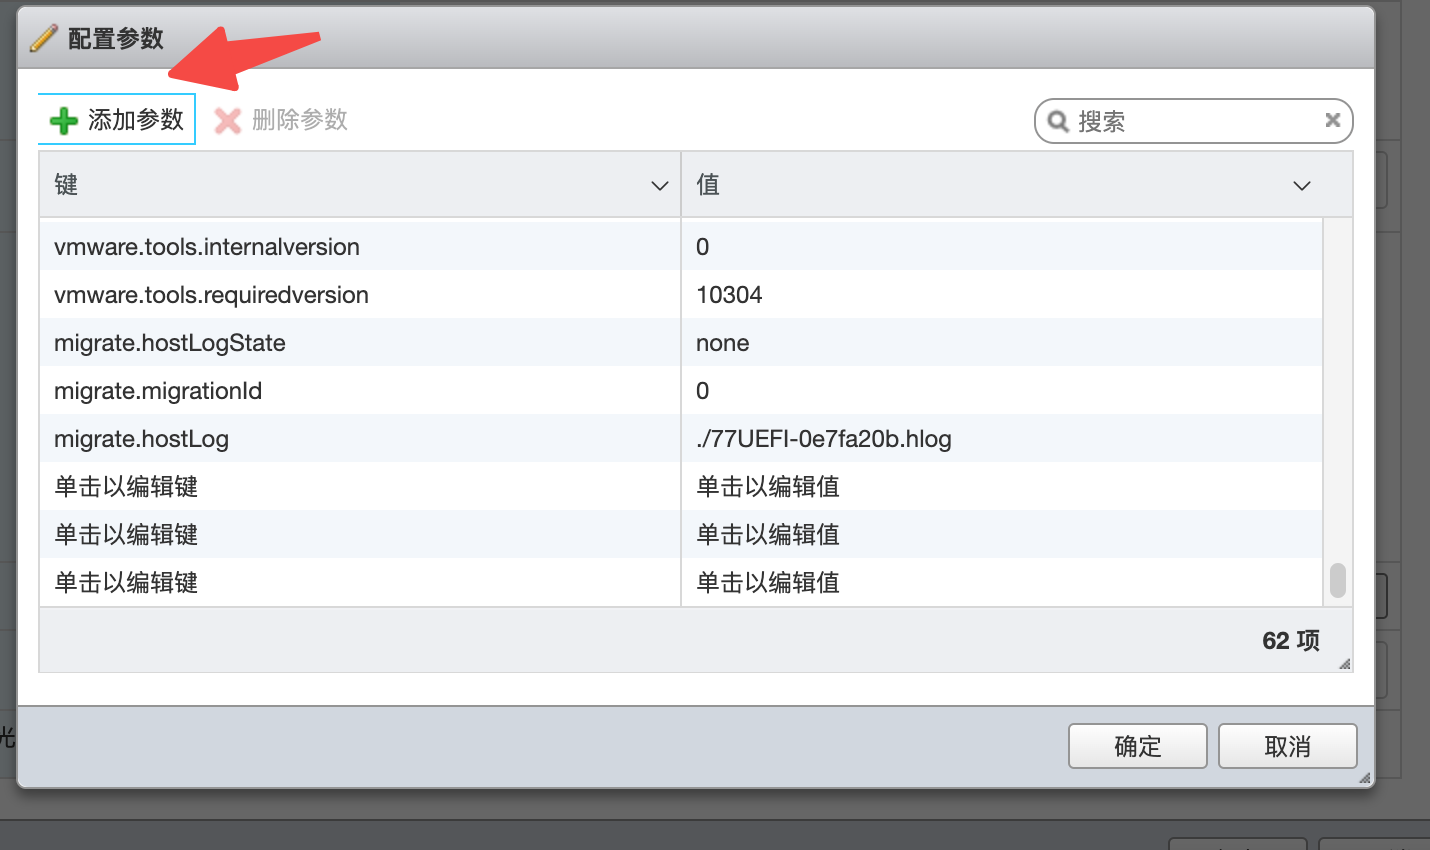 配置参数
添加参数 删除参数 搜索
键 值
vmware.tools.internalversion 0
vmware.tools.requiredversion 10304
migrate.hostLogState none
migrate.migrationId 0
migrate.hostLog ./77UEFI-0e7fa20b.hlog
单击以编辑键 单击以编辑值
单击以编辑键 单击以编辑值
单击以编辑键 单击以编辑值
62 项
光
确定 取消